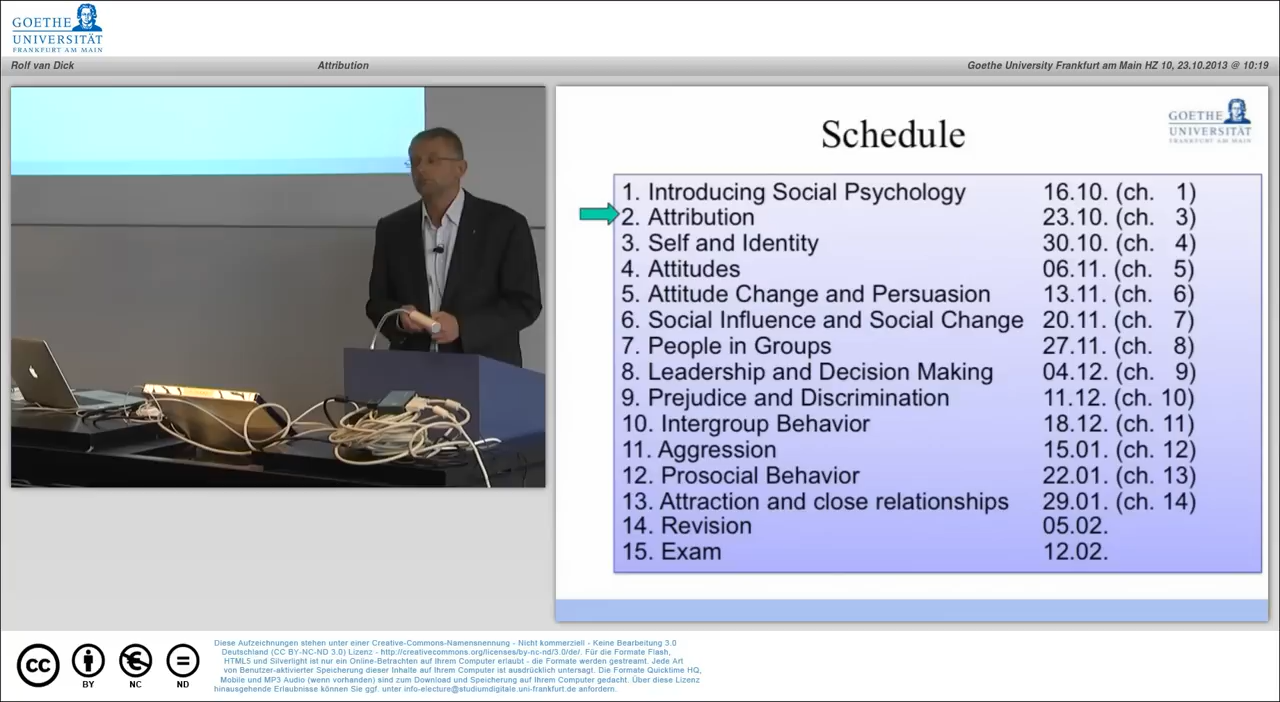 GOETHE
UNIVERSITÄT
FRANKFURT AM MAIN
Rolf van Dick
Attribution
Goethe University Frankfurt am Main HZ 10, 23.10.2013 @ 10:19
GOETHE
UNIVERSITÄT
FRANKFURT AM MAIN
Schedule
1. Introducing Social Psychology 16.10. (ch. 1)
2. Attribution 23.10 (ch. 3)
3. Self and Identity 30.10. (ch. 4)
4. Attitudes 06.11. (ch. 5)
5. Attitude Change and Persuasion 13.11. (ch. 6)
6. Social Influence and Social Change 20.11. (ch. 7)
7. People in Groups 27.11. (ch. 8)
8. Leadership and Decision Making 04.12. (ch. 9)
9. Prejudice and Discrimination 11.12. (ch. 10)
10. Intergroup Behavior 18.12. (ch. 11)
11. Aggression 15.01. (ch. 12)
12. Prosocial Behavior 22.01. (ch. 13)
13. Attraction and close relationships 29.01. (ch. 14)
14. Revision 05.02.
15. Exam 12.02.
cc
BY
NC
ND
Diese Aufzeichnungen stehen unter einer Creative-Commons-Namensnennung - Nicht kommerziell - Keine Bearbeitung 3.0
Deutschland (CC BY-NC-ND 3.0) Lizenz - http://creativecommons.org/licenses/by-nc-nd/3.0/de/. Für die Formate Flash,
HTML5 und Silverlight ist nur ein Online-Betrachten auf Ihrem Computer erlaubt - die Formate werden gestreamt. Jede Art
von Benutzer-aktivierter Speicherung dieser Inhalte auf Ihrem Computer ist ausdrücklich untersagt. Die Formate Quicktime HQ,
Mobile und MP3 Audio (wenn vorhanden) sind zum Download und Speicherung auf Ihrem Computer gedacht. Über diese Lizenz
hinausgehende Erlaubnisse können Sie ggf. unter info-electure@studiumdigitale.uni-frankfurt.de anfordern.